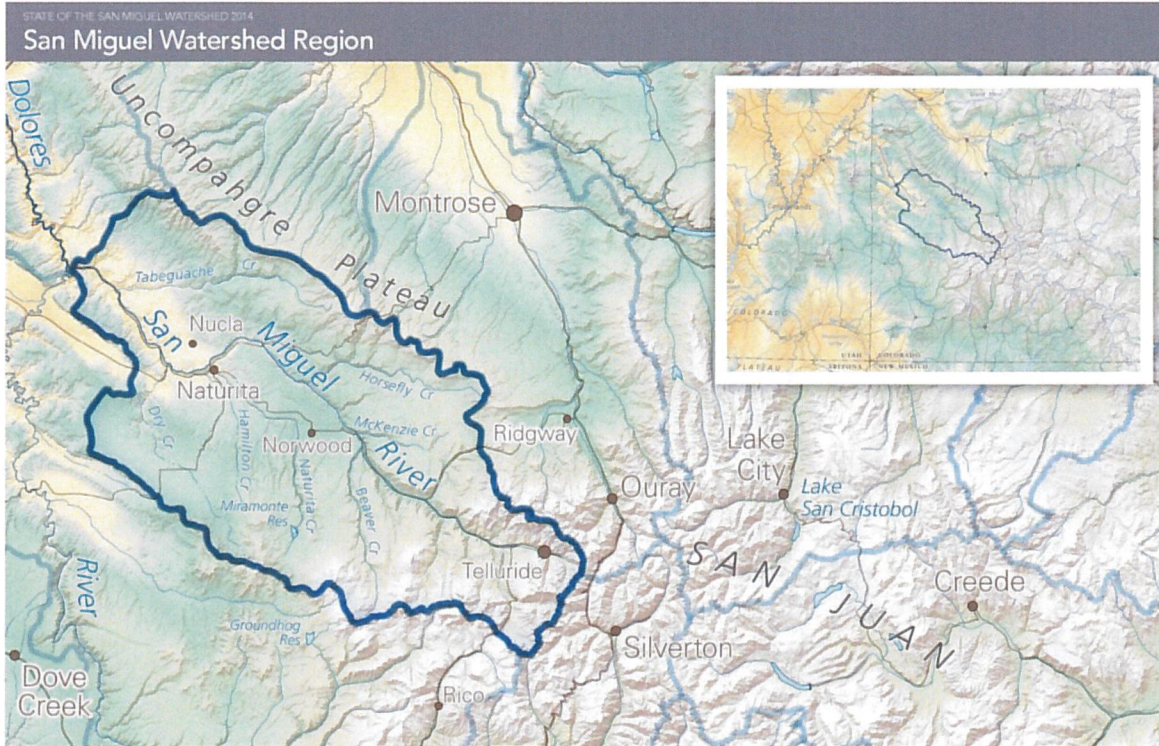 STATE OF THE SAN MIGUEL WATERSHED 2014
San Miguel Watershed Region
Dolores
Uncompahgre
Plateau
Montrose
Tabeguache Cr
San
Miguel
River
Nucla
Naturita
Horsefly Cr
McKenzie Cr
Norwood
Dry Cr
Hamilton Cr
Naturita Cr
Beaver Cr
Miramonte
Res
Ridgway
Ouray
Lake
City
Lake
San Cristobol
Telluride
SAN
JUAN
Creede
Silverton
River
Groundhog
Res
Dove
Creek
Rico
COLORADO
PLATEAU
UTAH
COLORADO
ARIZONA
NEW MEXICO